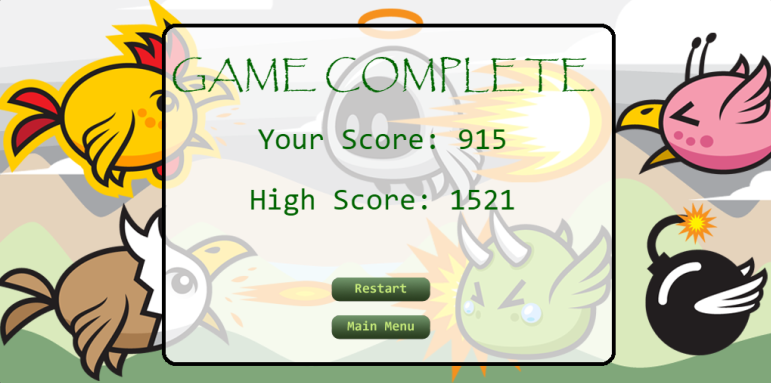 GAME COMPLETE
Your Score: 915
High Score: 1521
Restart
Main Menu